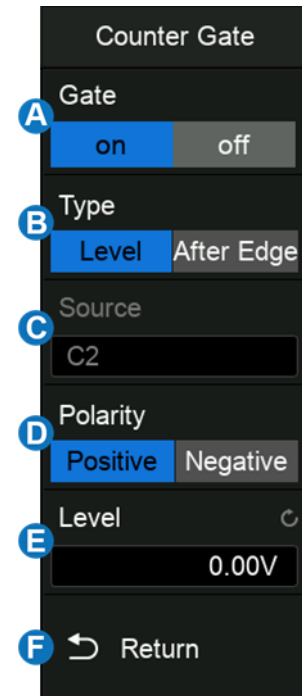 Counter Gate
A
Gate
on off
B
Type
Level After Edge
C
Source
C2
D
Polarity
Positive Negative
E
Level
0.00V
F
Return